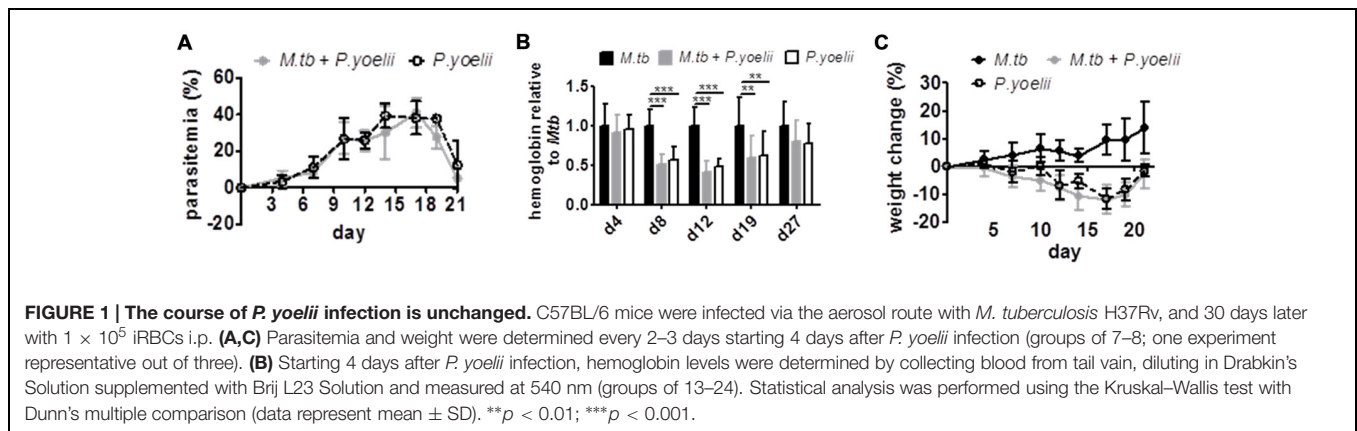 A
M.tb + P.yoelii P.yoelii
parasitemia (%)
60
40
20
0
-20
3 6 9 12 15 18 21
day
B
M.tb M.tb + P.yoelii P.yoelii
hemoglobin relative
to Mtb
1.5
1.0
0.5
0.0
*** *** *** *** ** **
d4 d8 d12 d19 d27
C
M.tb M.tb + P.yoelii
P.yoelii
weight change (%)
30
20
10
0
-10
-20
5 10 15 20
day
FIGURE 1 | The course of P. yoelii infection is unchanged. C57BL/6 mice were infected via the aerosol route with M. tuberculosis H37Rv, and 30 days later
with 1 × 10⁵ iRBCs i.p. (A,C) Parasitemia and weight were determined every 2–3 days starting 4 days after P. yoelii infection (groups of 7–8; one experiment
representative out of three). (B) Starting 4 days after P. yoelii infection, hemoglobin levels were determined by collecting blood from tail vain, diluting in Drabkin’s
Solution supplemented with Brij L23 Solution and measured at 540 nm (groups of 13–24). Statistical analysis was performed using the Kruskal–Wallis test with
Dunn’s multiple comparison (data represent mean ± SD). **p < 0.01; ***p < 0.001.